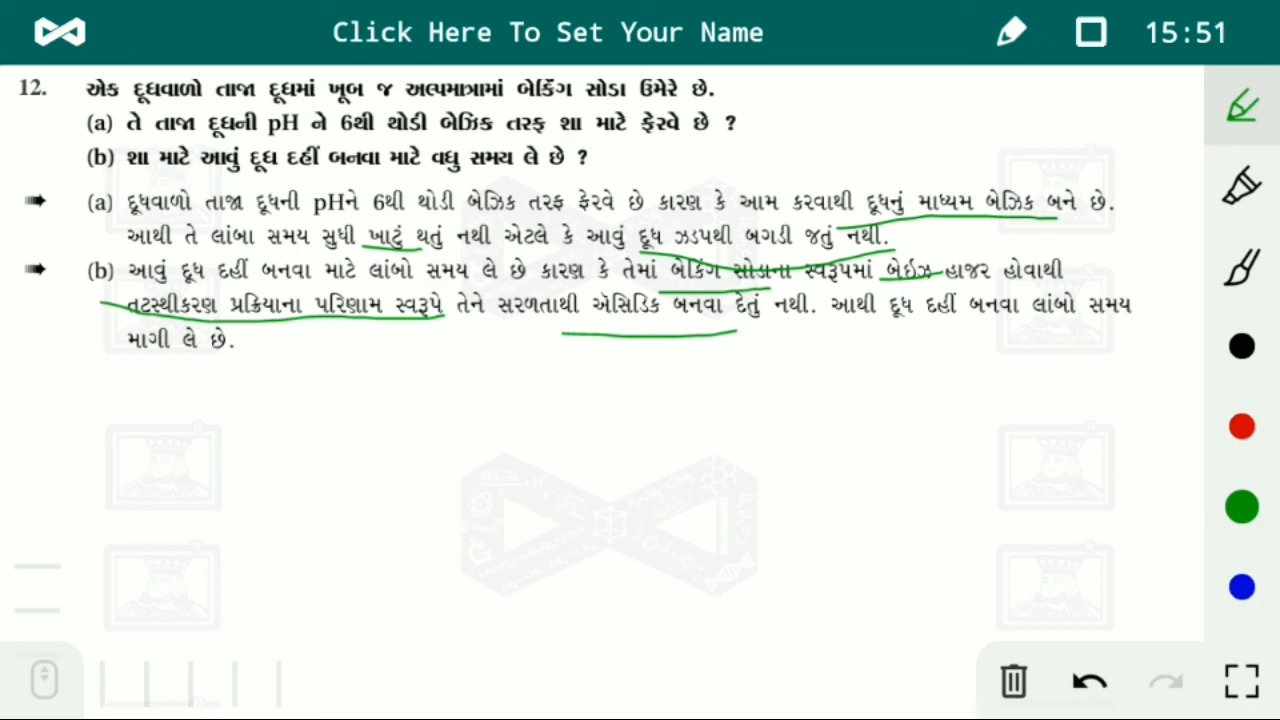 Click Here To Set Your Name
15:51
12. એક દૂધવાળો તાજા દૂધમાં ખૂબ જ અલ્પમાત્રામાં બેકિંગ સોડા ઉમેરે છે.
(a) તે તાજા દૂધની pH ને 6થી થોડી બેઝિક તરફ શા માટે ફેરવે છે ?
(b) શા માટે આવું દૂધ દહીં બનવા માટે વધુ સમય લે છે ?
➠ (a) દૂધવાળો તાજા દૂધની pHને 6થી થોડી બેઝિક તરફ ફેરવે છે કારણ કે આમ કરવાથી દૂધનું માધ્યમ બેઝિક બને છે.
આથી તે લાંબા સમય સુધી ખાટું થતું નથી એટલે કે આવું દૂધ ઝડપથી બગડી જતું નથી.
➠ (b) આવું દૂધ દહીં બનવા માટે લાંબો સમય લે છે કારણ કે તેમાં બેકિંગ સોડાના સ્વરૂપમાં બેઇઝ હાજર હોવાથી
તટસ્થીકરણ પ્રક્રિયાના પરિણામ સ્વરૂપે તેને સરળતાથી ઍસિડિક બનવા દેતું નથી. આથી દૂધ દહીં બનવા લાંબો સમય
માગી લે છે.